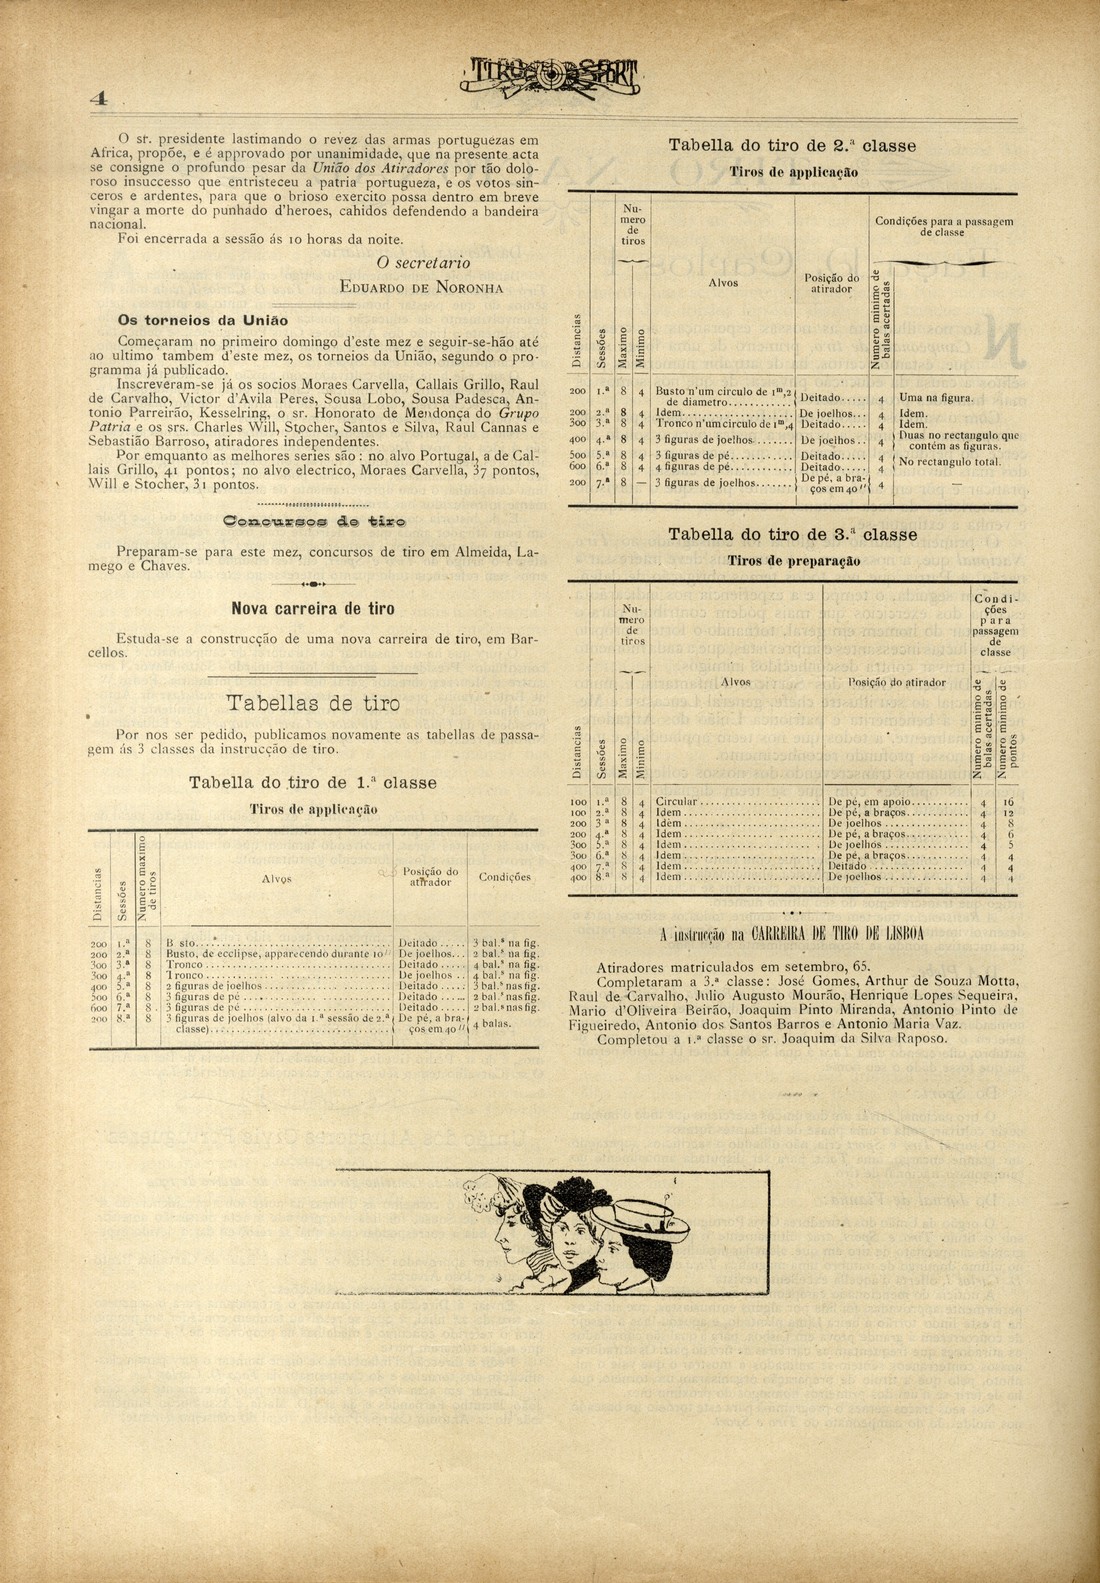 4
TIRO E SPORT
O sr. presidente lastimando o revez das armas portuguezas em
Africa, propõe, e é approvado por unanimidade, que na presente acta
se consigne o profundo pesar da União dos Atiradores por tão dolo-
roso insuccesso que entristeceu a patria portugueza, e os votos sin-
ceros e ardentes, para que o brioso exercito possa dentro em breve
vingar a morte do punhado d'heroes, cahidos defendendo a bandeira
nacional.
Foi encerrada a sessão ás 10 horas da noite.
O secretario
EDUARDO DE NORONHA
Os torneios da União
Começaram no primeiro domingo d'este mez e seguir-se-hão até
ao ultimo tambem d'este mez, os torneios da União, segundo o pro-
gramma já publicado.
Inscreveram-se já os socios Moraes Carvella, Callais Grillo, Raul
de Carvalho, Victor d'Avila Peres, Sousa Lobo, Sousa Padesca, An-
tonio Parreirão, Kesselring, o sr. Honorato de Mendonça do Grupo
Patria e os srs. Charles Will, Stocher, Santos e Silva, Raul Cannas e
Sebastião Barroso, atiradores independentes.
Por emquanto as melhores series são: no alvo Portugal, a de Cal-
lais Grillo, 41 pontos; no alvo electrico, Moraes Carvella, 37 pontos,
Will e Stocher, 31 pontos.
Concursos de tiro
Preparam-se para este mez, concursos de tiro em Almeida, La-
mego e Chaves.
Nova carreira de tiro
Estuda-se a construcção de uma nova carreira de tiro, em Bar-
cellos.
Tabellas de tiro
Por nos ser pedido, publicamos novamente as tabellas de passa-
gem ás 3 classes da instrucção de tiro.
Tabella do tiro de 1.ª classe
Tiros de applicação
Distancias Sessões Numero maximo de tiros Alvos Posição do atirador Condições
200 1.ª 8 B sto Deitado 3 bal.ˢ na fig.
200 2.ª 8 Busto, de ecclipse, apparecendo durante 10'' De joelhos 2 bal.ˢ na fig.
300 3.ª 8 Tronco Deitado 4 bal.ˢ na fig.
300 4.ª 8 Tronco De joelhos 4 bal.ˢ na fig.
400 5.ª 8 2 figuras de joelhos Deitado 3 bal.ˢ nas fig.
500 6.ª 8 3 figuras de pé Deitado 2 bal.ˢ nas fig.
600 7.ª 8 3 figuras de pé Deitado 2 bal.ˢ nas fig.
200 8.ª 8 3 figuras de joelhos (alvo da 1.ª sessão de 2.ª
classe) De pé, a bra-
ços em 40'' 4 balas.
Tabella do tiro de 2.ª classe
Tiros de applicação
Distancias Sessões Numero de tiros Maximo Minimo Alvos Posição do atirador Condições para a passagem de classe Numero minimo de balas acertadas
200 1.ª 8 4 Busto n'um circulo de 1ᵐ,2
de diametro Deitado 4 Uma na figura.
200 2.ª 8 4 Idem De joelhos 4 Idem.
300 3.ª 8 4 Tronco n'um circulo de 1ᵐ,4 Deitado 4 Idem.
400 4.ª 8 4 3 figuras de joelhos De joelhos 4 Duas no rectangulo que
contém as figuras.
500 5.ª 8 4 3 figuras de pé Deitado 4 No rectangulo total.
600 6.ª 8 4 4 figuras de pé Deitado 4
200 7.ª 8 — 3 figuras de joelhos De pé, a bra-
ços em 40'' 4 —
Tabella do tiro de 3.ª classe
Tiros de preparação
Distancias Sessões Numero de tiros Maximo Minimo Alvos Posição do atirador Condições para passagem de classe Numero minimo de balas acertadas Numero minimo de pontos
100 1.ª 8 4 Circular De pé, em apoio 4 16
100 2.ª 8 4 Idem De pé, a braços 4 12
200 3ª 8 4 Idem De joelhos 4 8
200 4.ª 8 4 Idem De pé, a braços 4 6
300 5.ª 8 4 Idem De joelhos 4 5
300 6.ª 8 4 Idem De pé, a braços 4 4
400 7.ª 8 4 Idem Deitado 4 4
400 8.ª 8 4 Idem De joelhos 4 4
A instrucção na CARREIRA DE TIRO DE LISBOA
Atiradores matriculados em setembro, 65.
Completaram a 3.ª classe: José Gomes, Arthur de Souza Motta,
Raul de Carvalho, Julio Augusto Mourão, Henrique Lopes Sequeira,
Mario d'Oliveira Beirão, Joaquim Pinto Miranda, Antonio Pinto de
Figueiredo, Antonio dos Santos Barros e Antonio Maria Vaz.
Completou a 1.ª classe o sr. Joaquim da Silva Raposo.